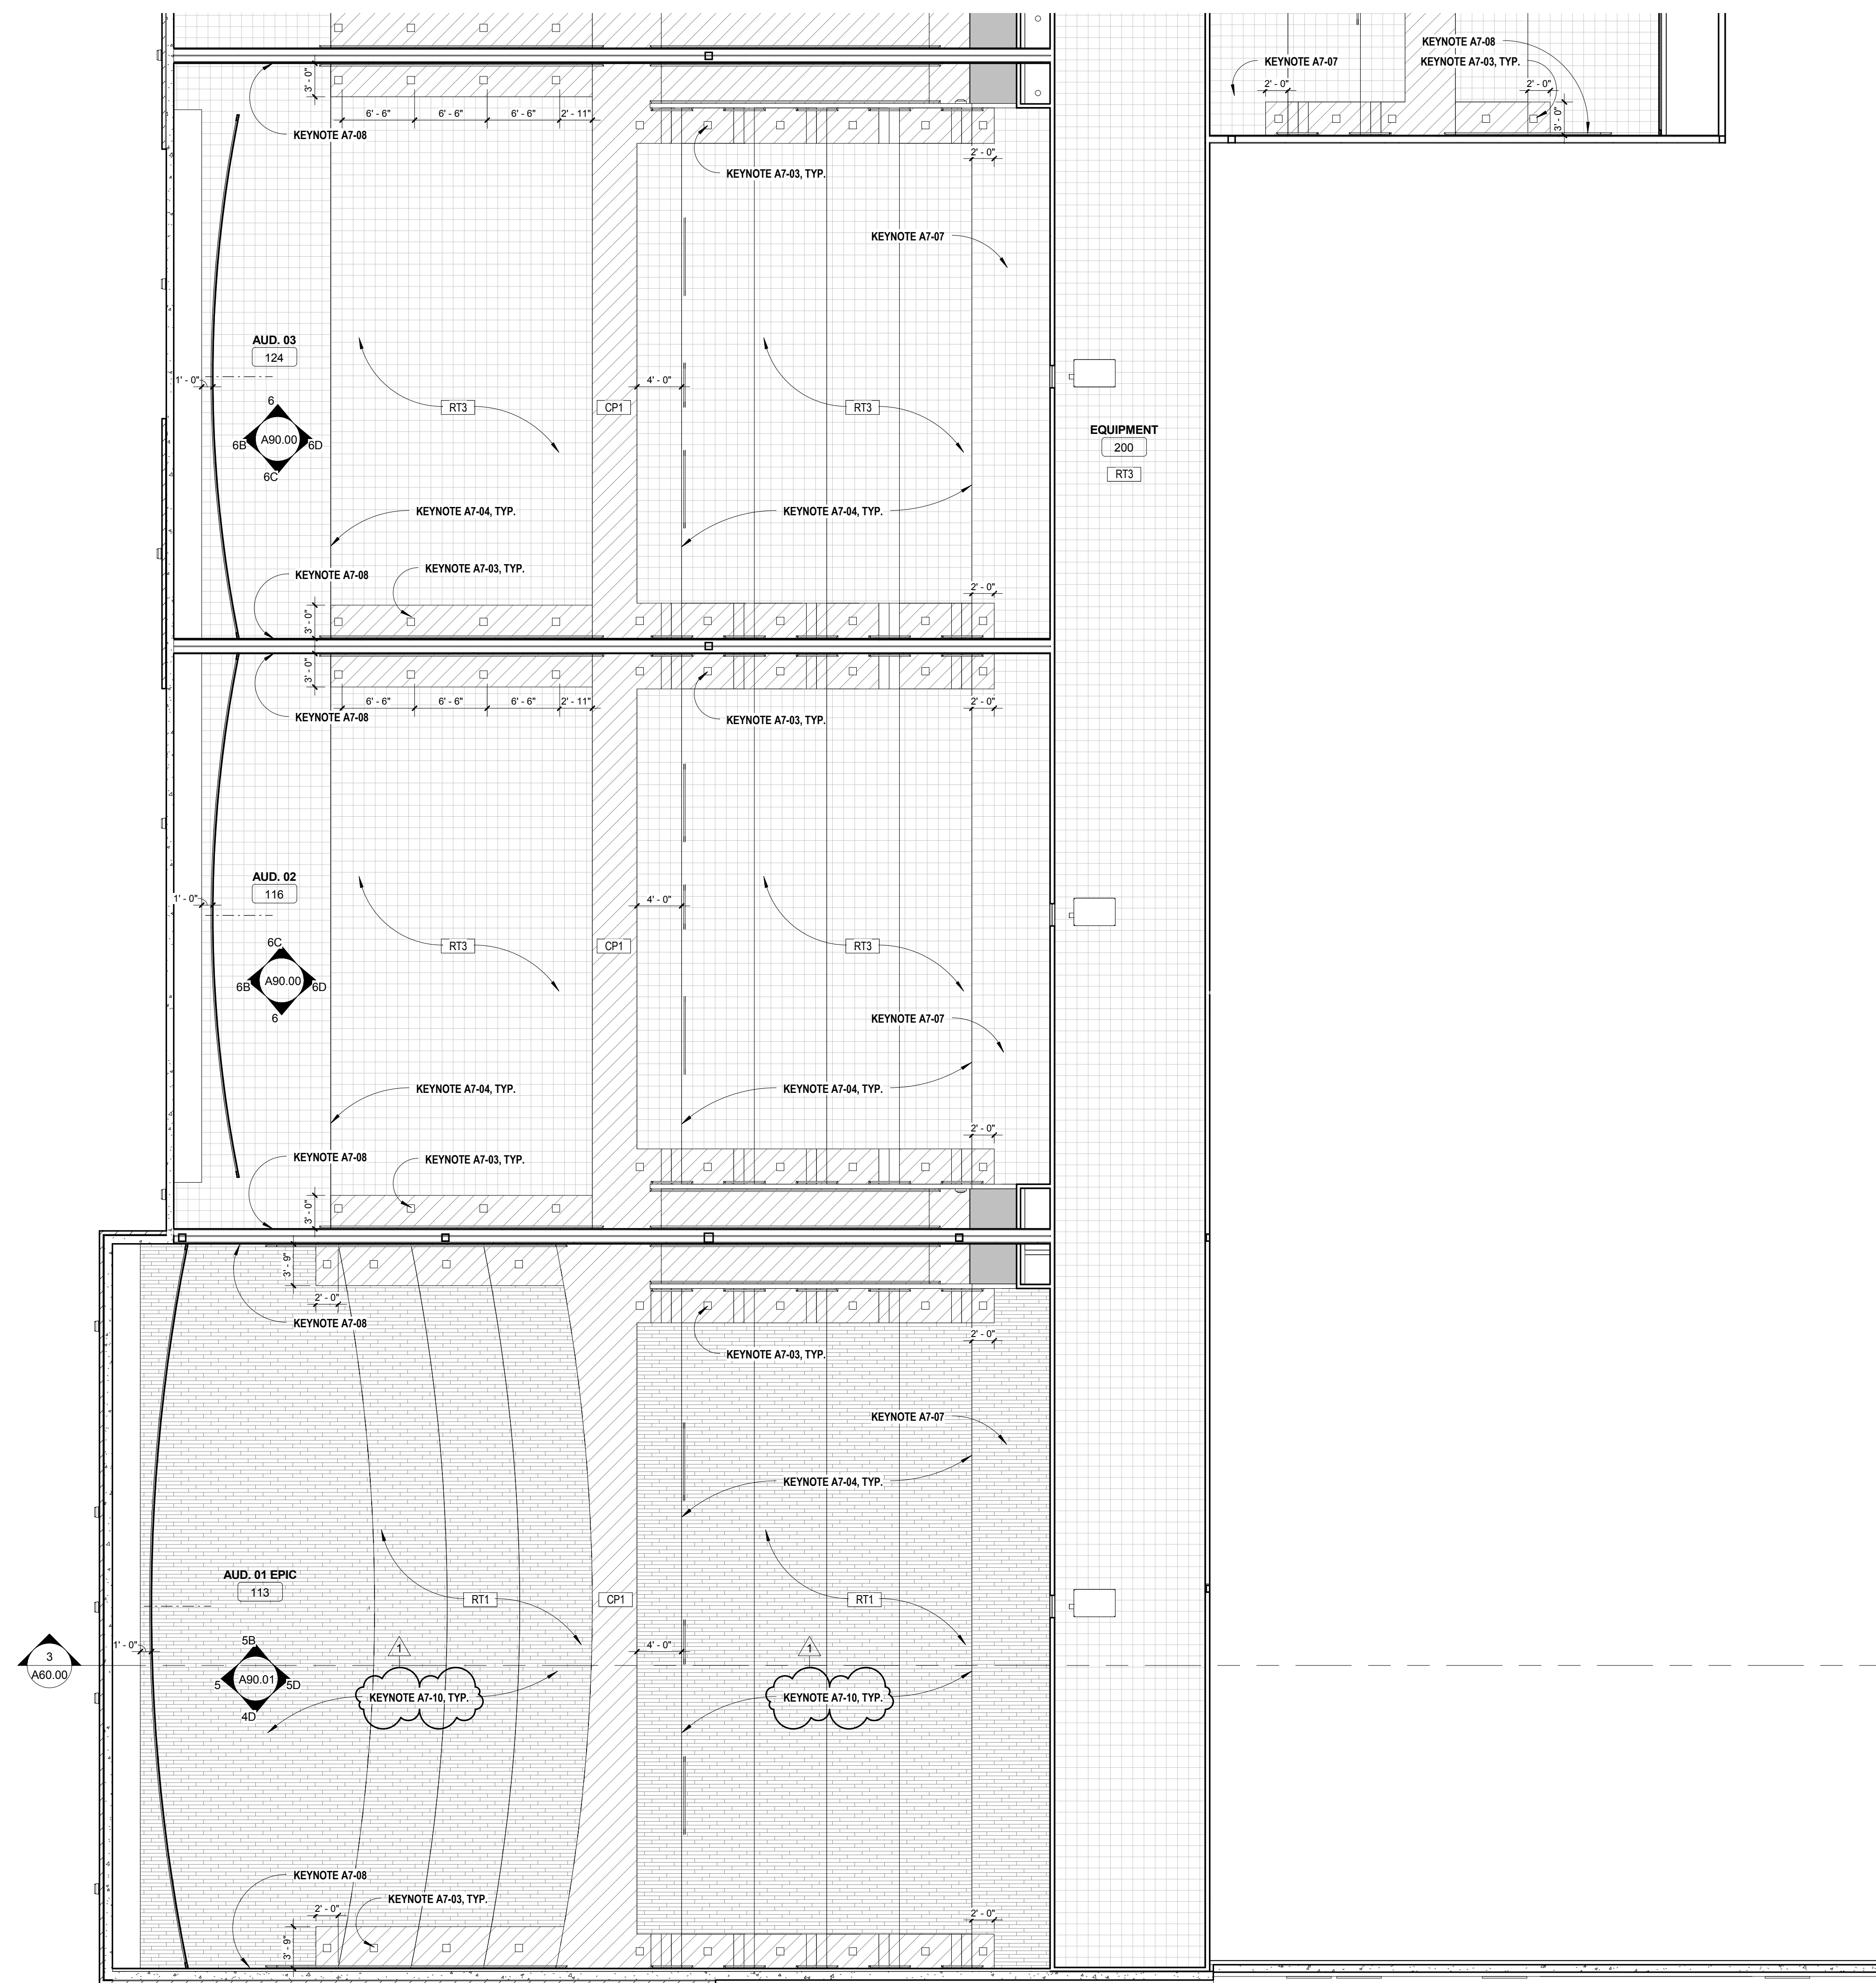 KEYNOTE A7-08
KEYNOTE A7-07
KEYNOTE A7-03, TYP.
2' - 0"
2' - 0"
3' - 0"
3' - 0"
6' - 6"
6' - 6"
6' - 6"
2' - 11"
KEYNOTE A7-08
2' - 0"
KEYNOTE A7-03, TYP.
KEYNOTE A7-07
AUD. 03
124
1' - 0"
4' - 0"
6
6B
A90.00
6D
6C
RT3
CP1
RT3
EQUIPMENT
200
RT3
KEYNOTE A7-04, TYP.
KEYNOTE A7-04, TYP.
KEYNOTE A7-08
KEYNOTE A7-03, TYP.
2' - 0"
3' - 0"
3' - 0"
6' - 6"
6' - 6"
6' - 6"
2' - 11"
2' - 0"
KEYNOTE A7-08
KEYNOTE A7-03, TYP.
AUD. 02
116
1' - 0"
4' - 0"
6C
6B
A90.00
6D
6
RT3
CP1
RT3
KEYNOTE A7-07
KEYNOTE A7-04, TYP.
KEYNOTE A7-04, TYP.
2' - 0"
KEYNOTE A7-08
KEYNOTE A7-03, TYP.
3' - 0"
3' - 9"
2' - 0"
KEYNOTE A7-08
2' - 0"
KEYNOTE A7-03, TYP.
KEYNOTE A7-07
KEYNOTE A7-04, TYP.
AUD. 01 EPIC
113
RT1
CP1
RT1
1' - 0"
4' - 0"
3
A60.00
5B
5
A90.01
5D
4D
1
1
KEYNOTE A7-10, TYP.
KEYNOTE A7-10, TYP.
KEYNOTE A7-08
KEYNOTE A7-03, TYP.
2' - 0"
2' - 0"
3' - 9"